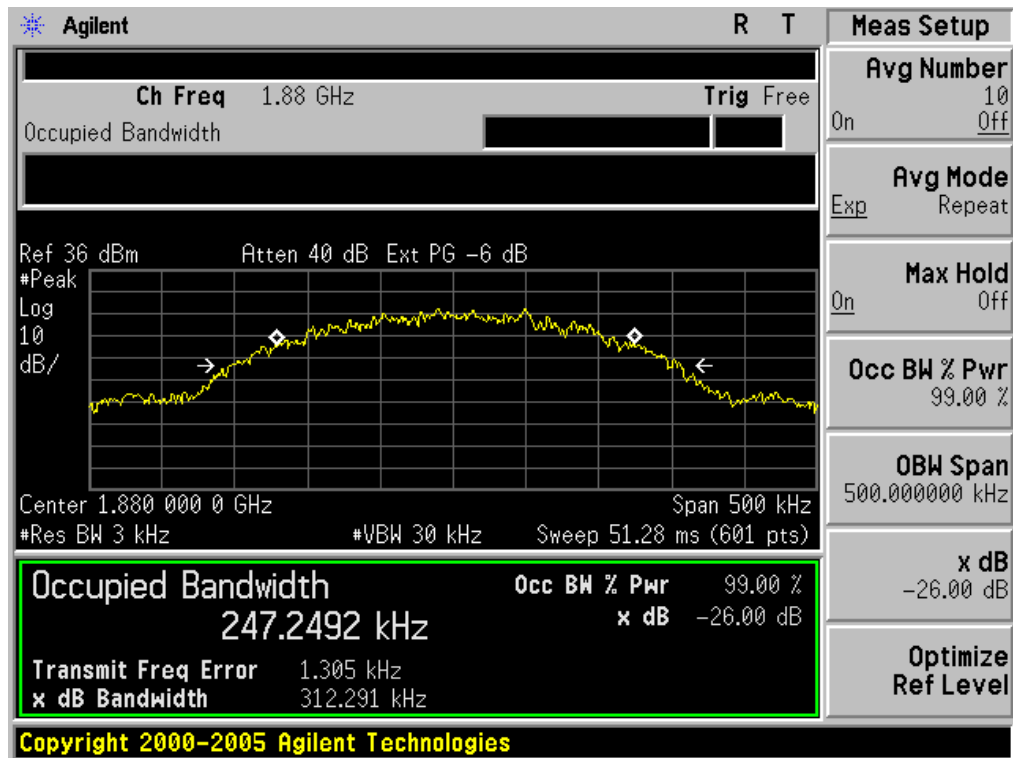 Agilent R T
Meas Setup
Ch Freq 1.88 GHz Trig Free
Occupied Bandwidth
Ref 36 dBm Atten 40 dB Ext PG -6 dB
#Peak
Log
10
dB/
Center 1.880 000 0 GHz Span 500 kHz
#Res BW 3 kHz #VBW 30 kHz Sweep 51.28 ms (601 pts)
Occupied Bandwidth
247.2492 kHz
Occ BW % Pwr 99.00 %
x dB -26.00 dB
Transmit Freq Error 1.305 kHz
x dB Bandwidth 312.291 kHz
Copyright 2000-2005 Agilent Technologies
Avg Number
10
On Off
Avg Mode
Exp Repeat
Max Hold
On Off
Occ BW % Pwr
99.00 %
OBW Span
500.000000 kHz
x dB
-26.00 dB
Optimize
Ref Level